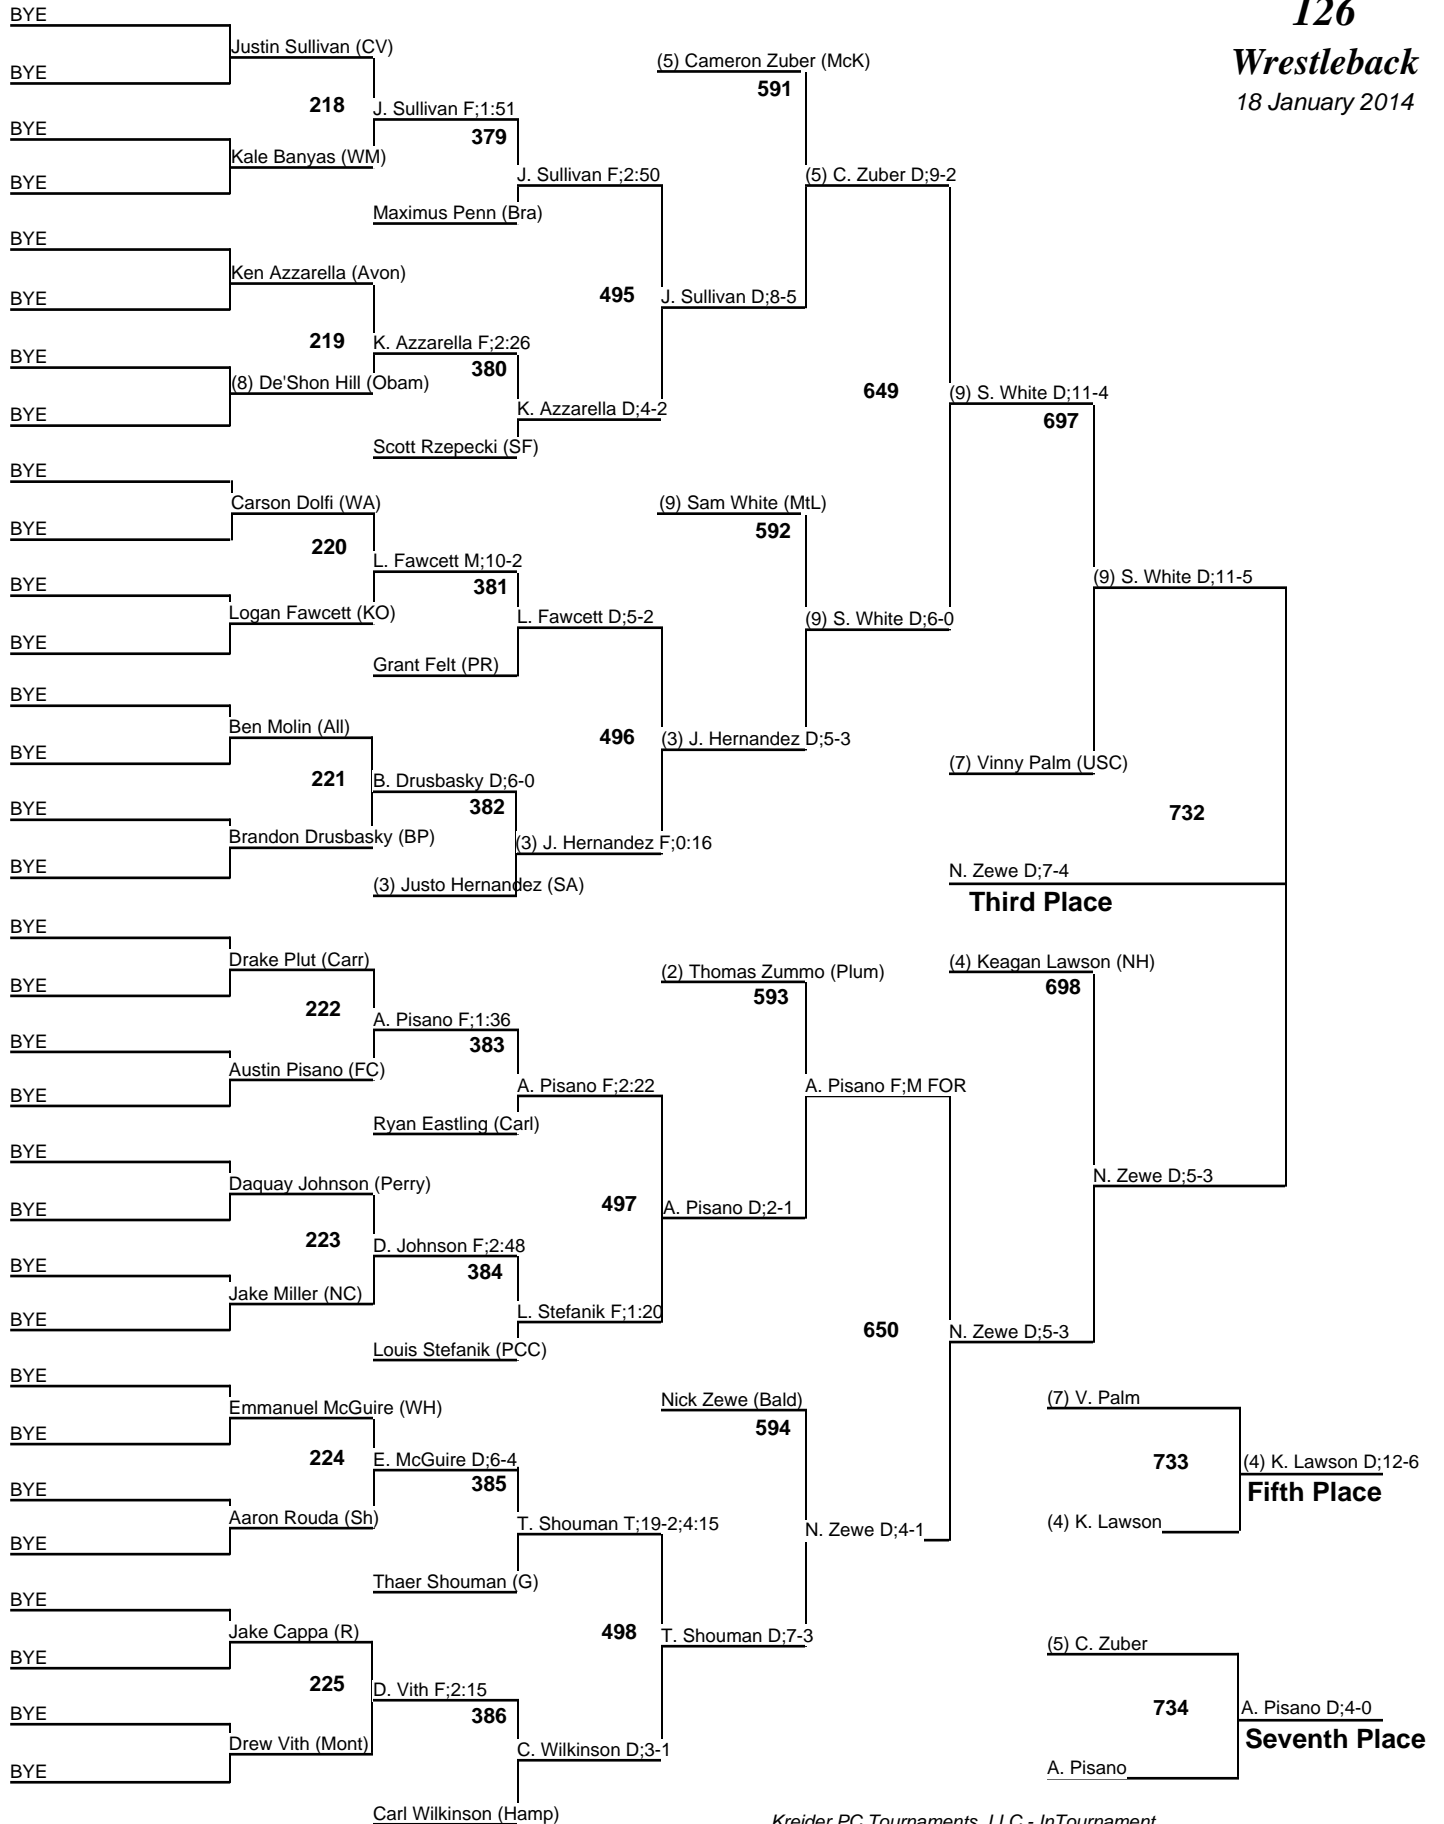 126
Wrestleback
18 January 2014
BYE
Justin Sullivan (CV)
BYE
218
J. Sullivan F;1:51
379
BYE
Kale Banyas (WM)
BYE
J. Sullivan F;2:50
Maximus Penn (Bra)
(5) Cameron Zuber (McK)
591
(5) C. Zuber D;9-2
BYE
Ken Azzarella (Avon)
BYE
495
J. Sullivan D;8-5
219
K. Azzarella F;2:26
380
BYE
(8) De'Shon Hill (Obam)
BYE
K. Azzarella D;4-2
Scott Rzepecki (SF)
649
(9) S. White D;11-4
697
BYE
Carson Dolfi (WA)
BYE
220
L. Fawcett M;10-2
381
BYE
Logan Fawcett (KO)
BYE
L. Fawcett D;5-2
Grant Felt (PR)
(9) Sam White (MtL)
592
(9) S. White D;6-0
(9) S. White D;11-5
BYE
Ben Molin (All)
BYE
496
(3) J. Hernandez D;5-3
221
B. Drusbasky D;6-0
382
BYE
Brandon Drusbasky (BP)
BYE
(3) J. Hernandez F;0:16
(3) Justo Hernandez (SA)
(7) Vinny Palm (USC)
732
N. Zewe D;7-4
Third Place
BYE
Drake Plut (Carr)
BYE
222
A. Pisano F;1:36
383
BYE
Austin Pisano (FC)
BYE
A. Pisano F;2:22
Ryan Eastling (Carl)
(2) Thomas Zummo (Plum)
593
A. Pisano F;M FOR
(4) Keagan Lawson (NH)
698
BYE
Daquay Johnson (Perry)
BYE
497
A. Pisano D;2-1
N. Zewe D;5-3
223
D. Johnson F;2:48
384
BYE
Jake Miller (NC)
BYE
L. Stefanik F;1:20
Louis Stefanik (PCC)
650
N. Zewe D;5-3
BYE
Emmanuel McGuire (WH)
BYE
224
E. McGuire D;6-4
385
BYE
Aaron Rouda (Sh)
BYE
T. Shouman T;19-2;4:15
Thaer Shouman (G)
Nick Zewe (Bald)
594
N. Zewe D;4-1
(7) V. Palm
733
(4) K. Lawson D;12-6
Fifth Place
(4) K. Lawson
BYE
Jake Cappa (R)
BYE
498
T. Shouman D;7-3
225
D. Vith F;2:15
386
BYE
Drew Vith (Mont)
BYE
C. Wilkinson D;3-1
Carl Wilkinson (Hamp)
(5) C. Zuber
734
A. Pisano D;4-0
Seventh Place
A. Pisano
Kreider PC Tournaments, LLC - InTournament